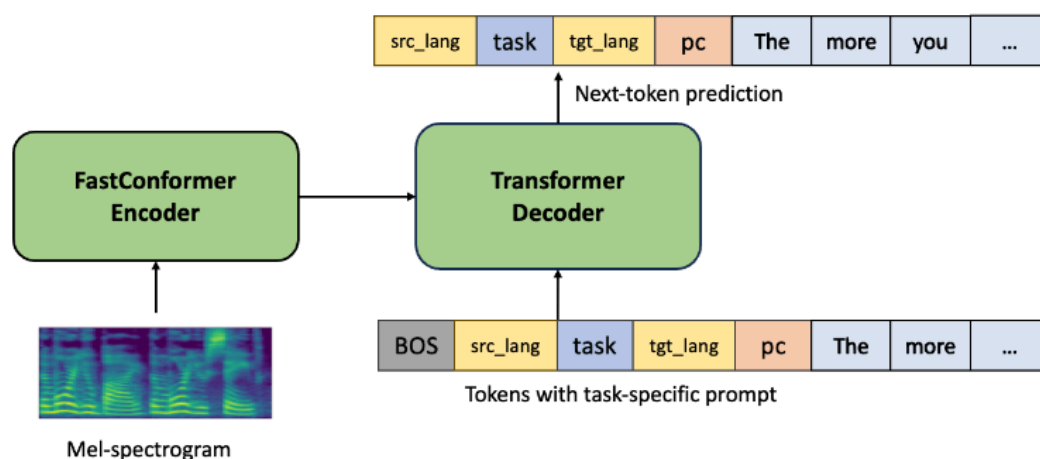 src_lang task tgt_lang pc The more you ...
Next-token prediction
FastConformer
Encoder
Transformer
Decoder
BOS src_lang task tgt_lang pc The more ...
Tokens with task-specific prompt
Mel-spectrogram